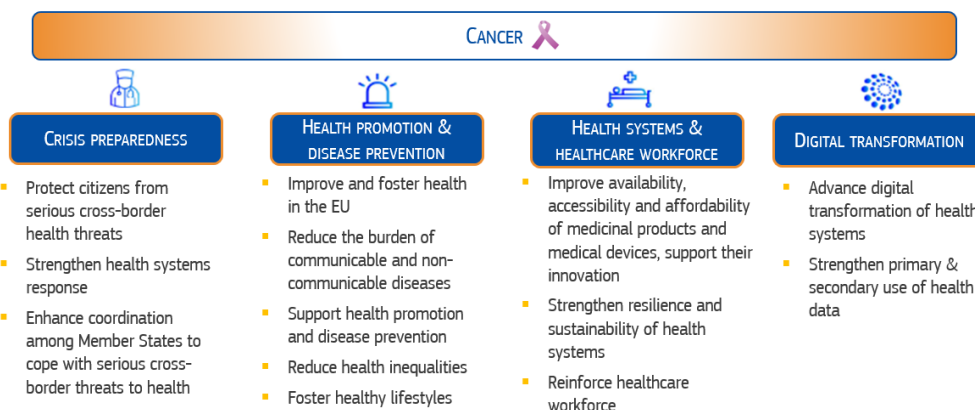 CANCER
CRISIS PREPAREDNESS
Protect citizens from
serious cross-border
health threats
Strengthen health systems
response
Enhance coordination
among Member States to
cope with serious cross-
border threats to health
HEALTH PROMOTION &
DISEASE PREVENTION
Improve and foster health
in the EU
Reduce the burden of
communicable and non-
communicable diseases
Support health promotion
and disease prevention
Reduce health inequalities
Foster healthy lifestyles
HEALTH SYSTEMS &
HEALTHCARE WORKFORCE
Improve availability,
accessibility and affordability
of medicinal products and
medical devices, support their
innovation
Strengthen resilience and
sustainability of health
systems
Reinforce healthcare
workforce
DIGITAL TRANSFORMATION
Advance digital
transformation of health
systems
Strengthen primary &
secondary use of health
data